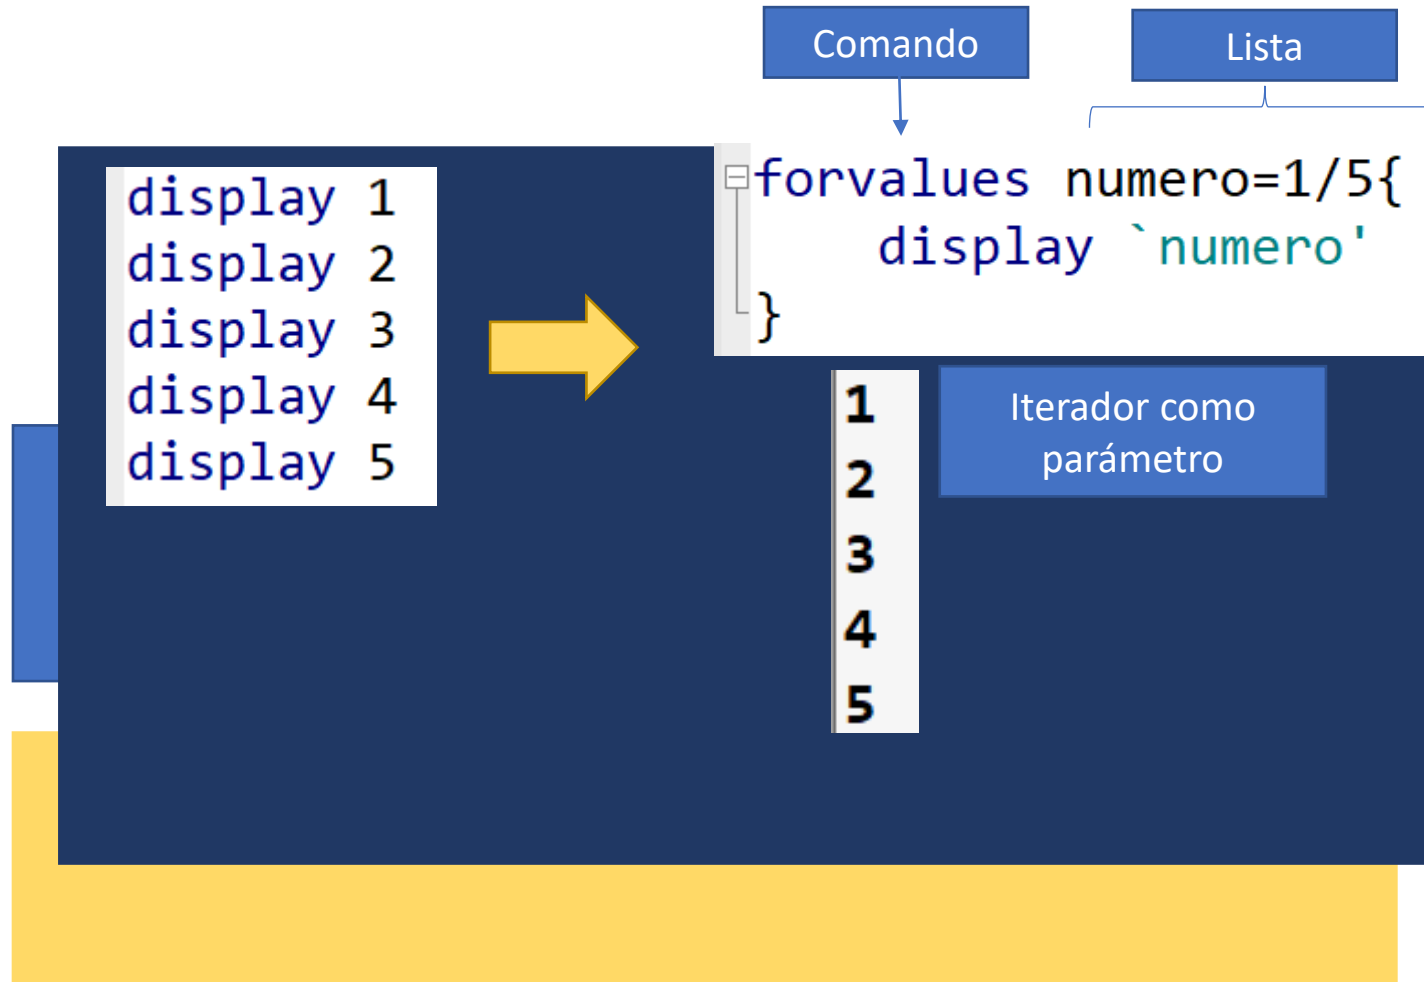 Comando
Lista
display 1
display 2
display 3
display 4
display 5
forvalues numero=1/5{
display `numero'
}
1
2
3
4
5
Iterador como
parámetro